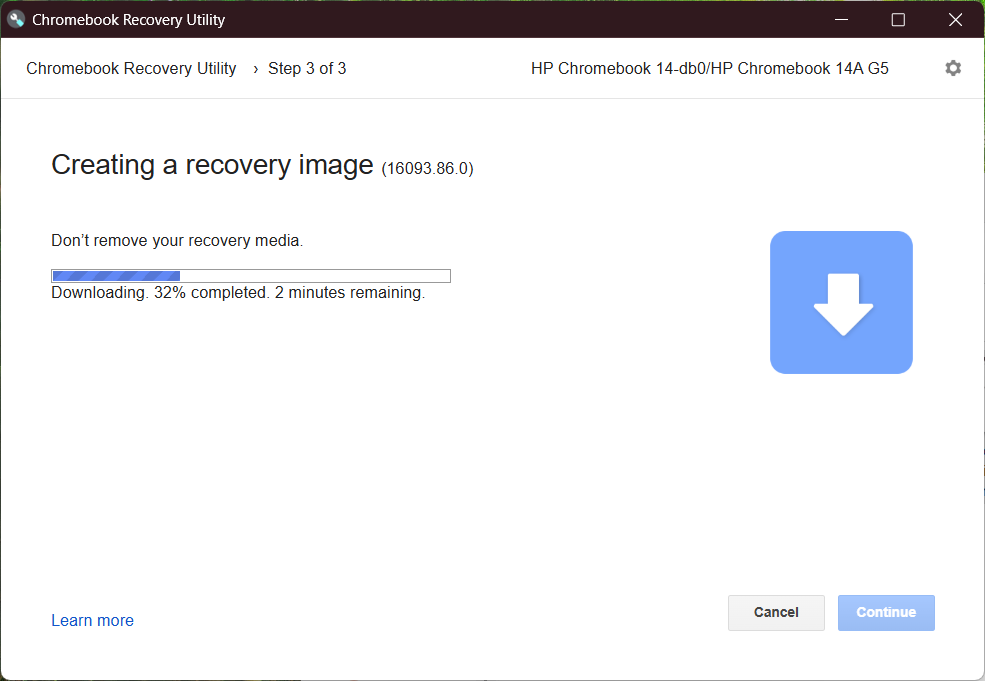 Chromebook Recovery Utility
Chromebook Recovery Utility › Step 3 of 3 HP Chromebook 14-db0/HP Chromebook 14A G5
Creating a recovery image (16093.86.0)
Don’t remove your recovery media.
Downloading. 32% completed. 2 minutes remaining.
Learn more Cancel Continue